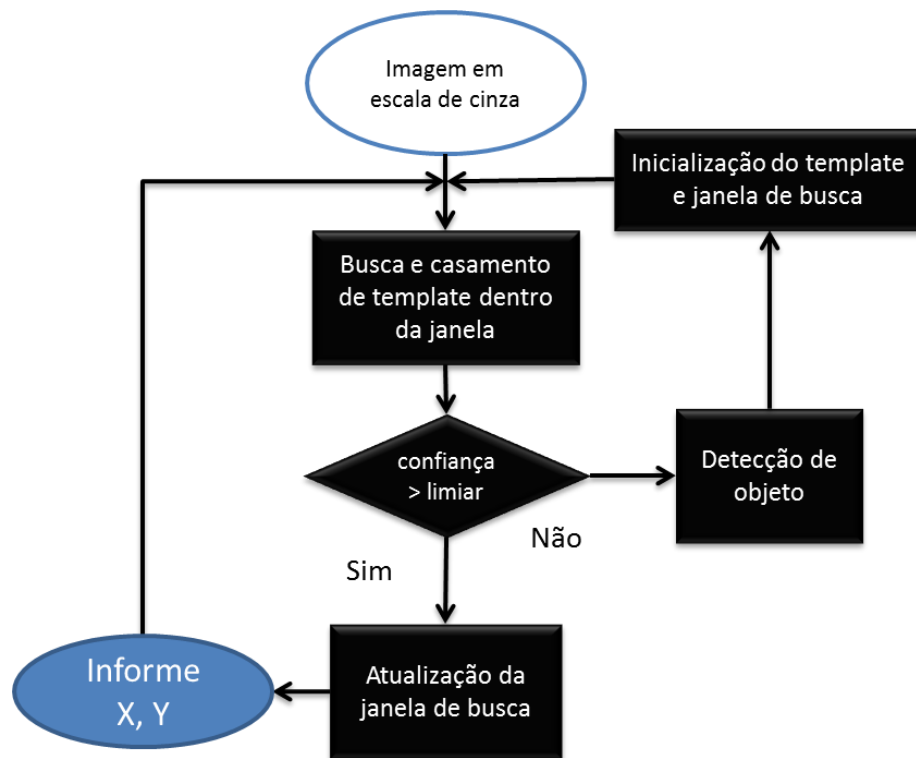 Imagem em
escala de cinza
Inicialização do template
e janela de busca
Busca e casamento
de template dentro
da janela
confiança
> limiar
Detecção de
objeto
Não
Sim
Atualização da
janela de busca
Informe
X, Y